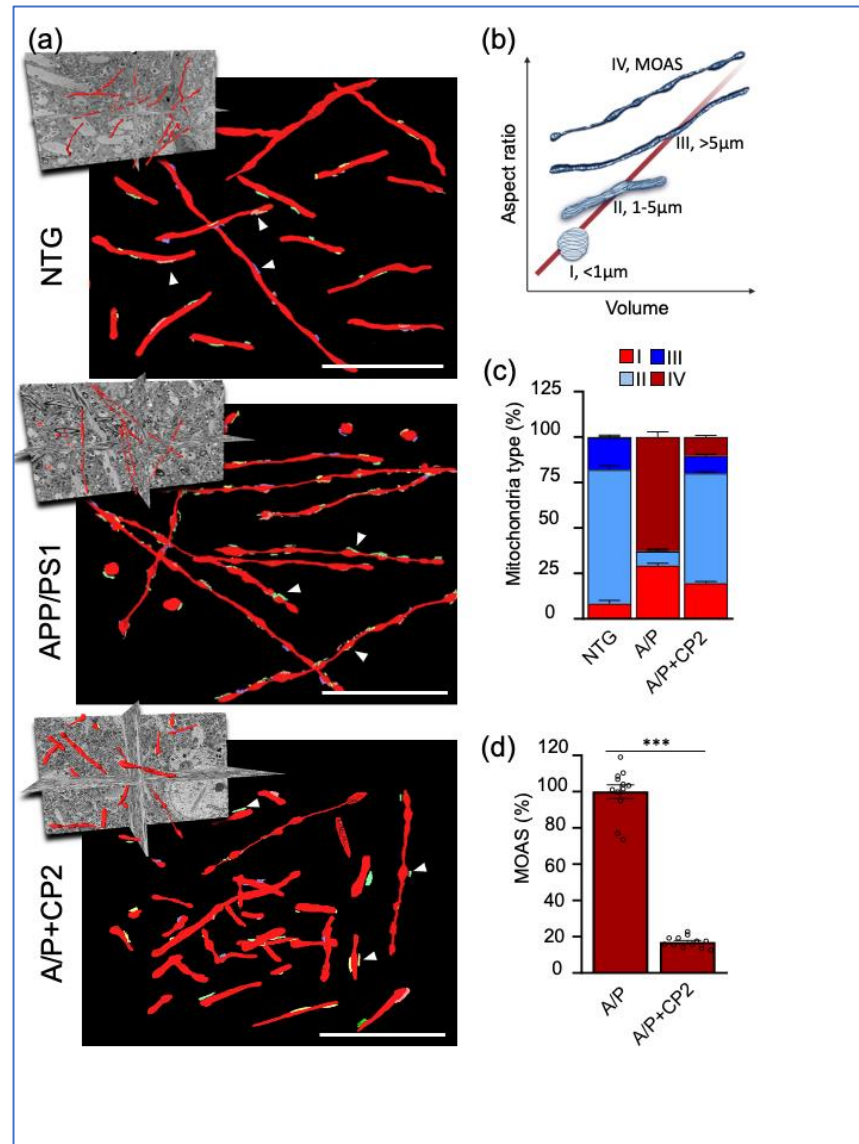 (a)
NTG
APP/PS1
A/P+CP2
(b)
Aspect ratio
IV, MOAS
III, >5µm
II, 1-5µm
I, <1µm
Volume
(c)
I III
II IV
Mitochondria type (%)
125
100
75
50
25
0
NTG
A/P
A/P+CP2
(d)
***
MOAS (%)
120
100
80
60
40
20
0
A/P
A/P+CP2